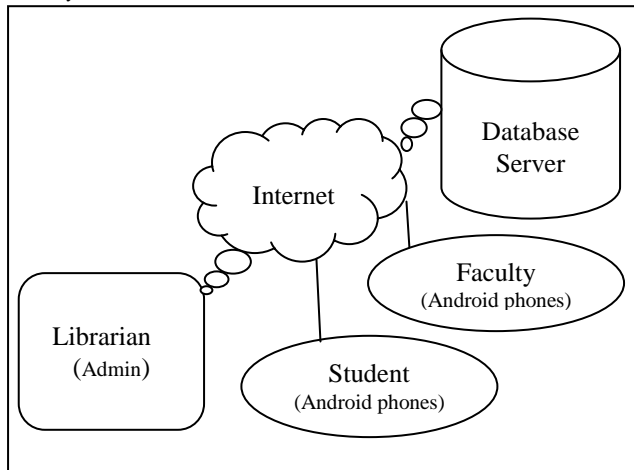 Database
Server
Internet
Faculty
(Android phones)
Librarian
(Admin)
Student
(Android phones)